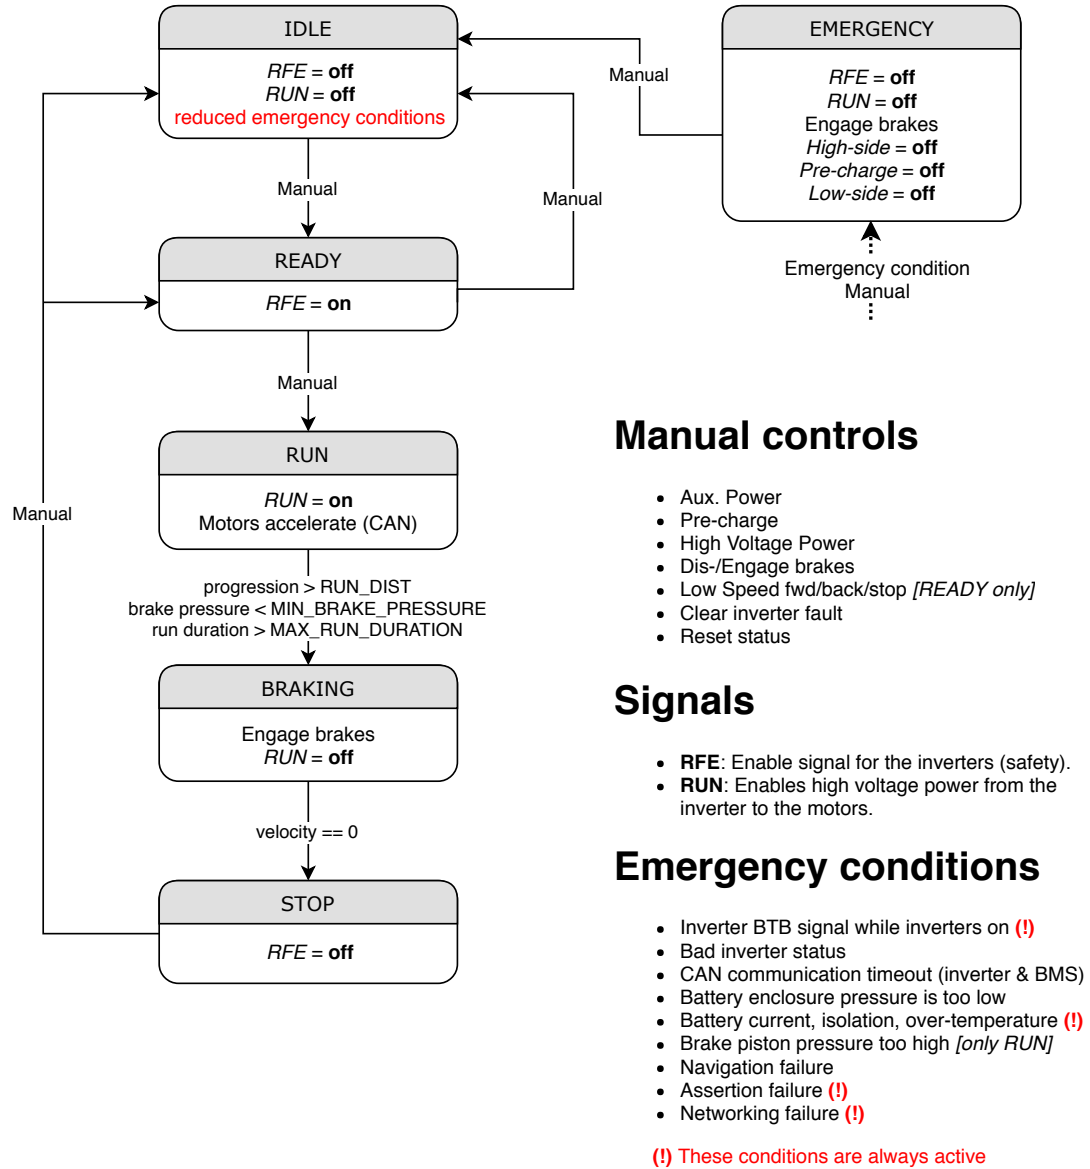 IDLE
RFE = off
RUN = off
reduced emergency conditions
EMERGENCY
RFE = off
RUN = off
Engage brakes
High-side = off
Pre-charge = off
Low-side = off
Manual
Manual
Manual
Emergency condition
Manual
READY
RFE = on
Manual
RUN
RUN = on
Motors accelerate (CAN)
Manual
progression > RUN_DIST
brake pressure < MIN_BRAKE_PRESSURE
run duration > MAX_RUN_DURATION
BRAKING
Engage brakes
RUN = off
velocity == 0
STOP
RFE = off
Manual controls
• Aux. Power
• Pre-charge
• High Voltage Power
• Dis-/Engage brakes
• Low Speed fwd/back/stop [READY only]
• Clear inverter fault
• Reset status
Signals
• RFE: Enable signal for the inverters (safety).
• RUN: Enables high voltage power from the
inverter to the motors.
Emergency conditions
• Inverter BTB signal while inverters on (!)
• Bad inverter status
• CAN communication timeout (inverter & BMS)
• Battery enclosure pressure is too low
• Battery current, isolation, over-temperature (!)
• Brake piston pressure too high [only RUN]
• Navigation failure
• Assertion failure (!)
• Networking failure (!)
(!) These conditions are always active